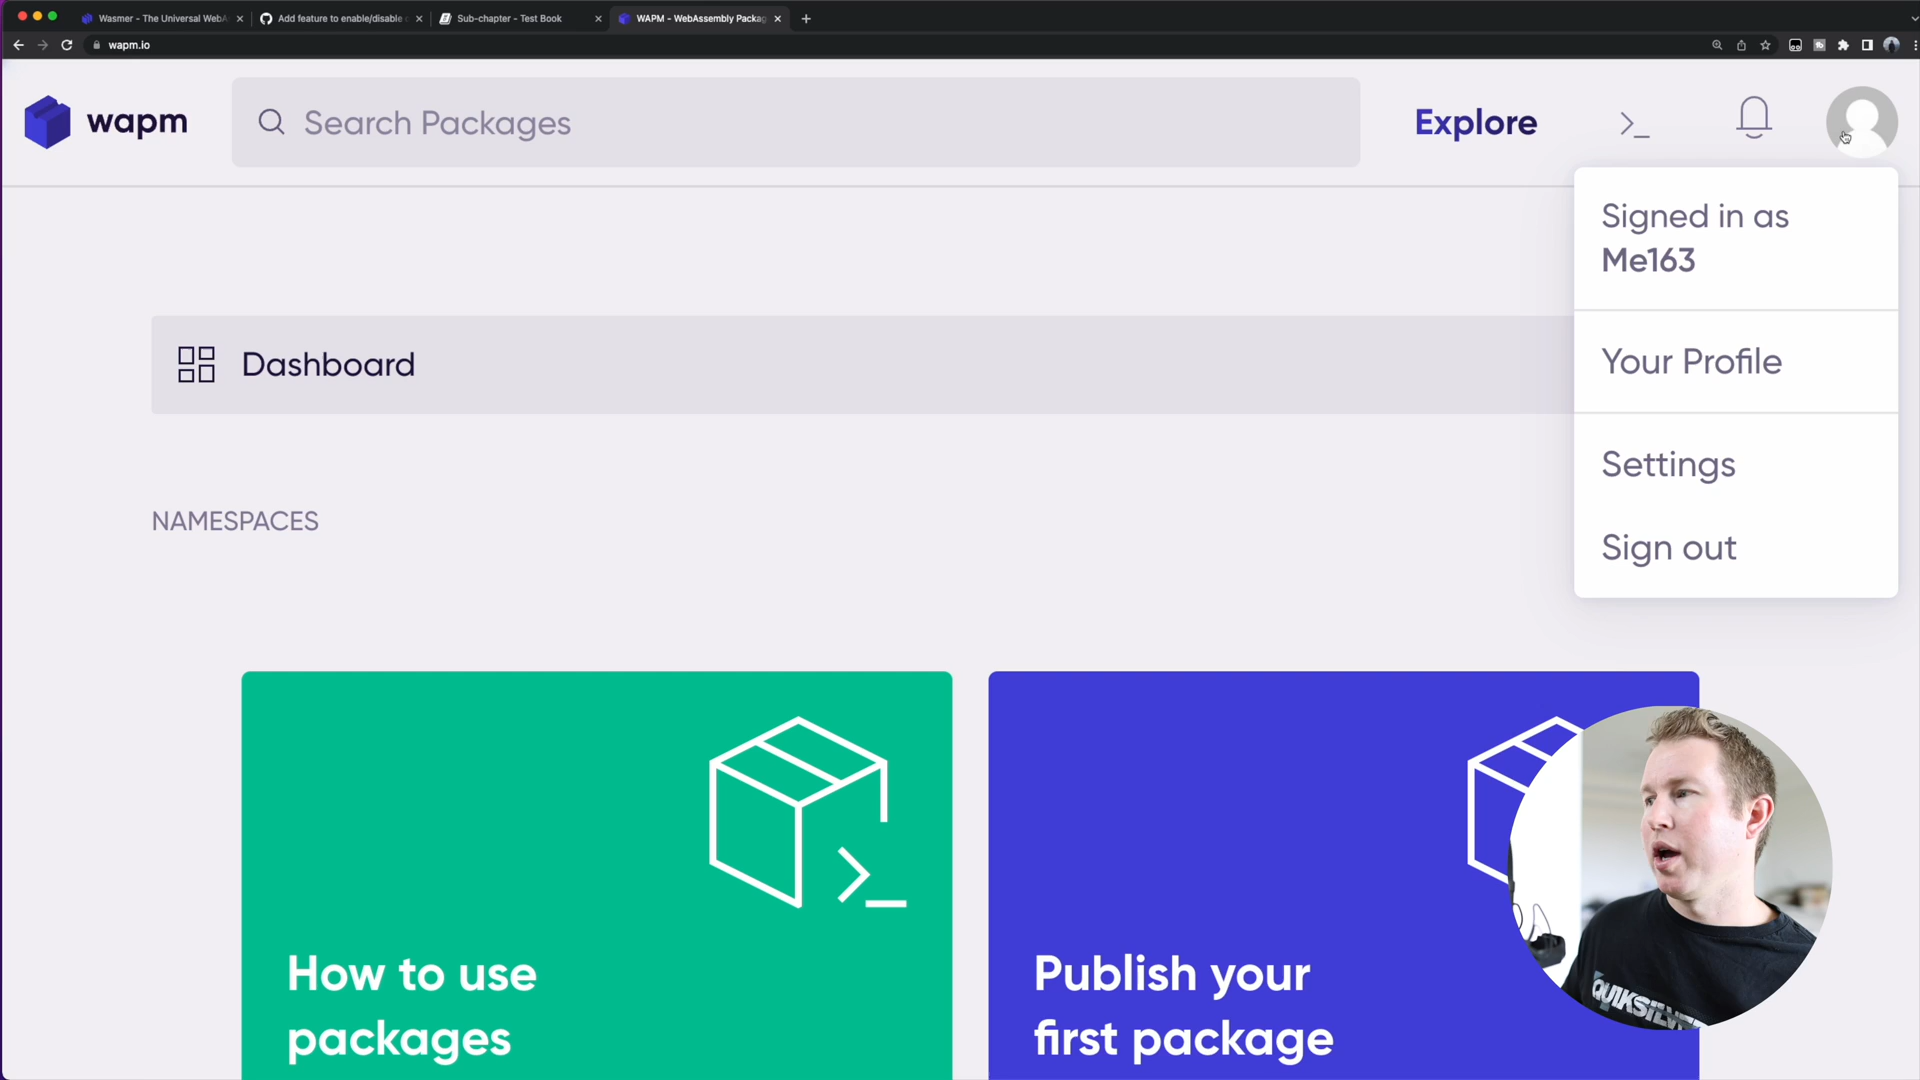 Wasmer - The Universal WebA
Add feature to enable/disable
Sub-chapter - Test Book
WAPM - WebAssembly Packag
wapm.io
wapm
Search Packages
Explore
Signed in as
Me163
Your Profile
Settings
Sign out
Dashboard
NAMESPACES
How to use
packages
Publish your
first package
QUIKSILVE